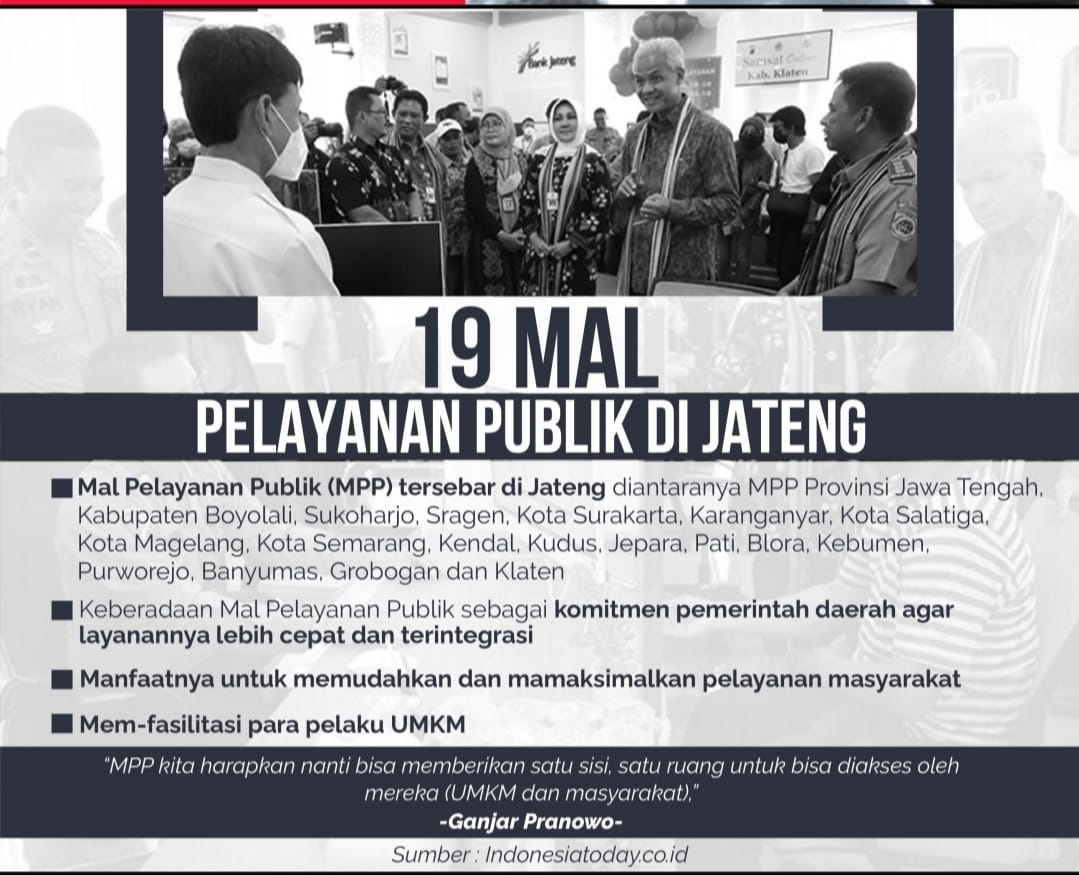 Bank Jateng
Samsat Online
Kab. Klaten
LAYANAN
RYAN
19 MAL
PELAYANAN PUBLIK DI JATENG
Mal Pelayanan Publik (MPP) tersebar di Jateng diantaranya MPP Provinsi Jawa Tengah,
Kabupaten Boyolali, Sukoharjo, Sragen, Kota Surakarta, Karanganyar, Kota Salatiga,
Kota Magelang, Kota Semarang, Kendal, Kudus, Jepara, Pati, Blora, Kebumen,
Purworejo, Banyumas, Grobogan dan Klaten
Keberadaan Mal Pelayanan Publik sebagai komitmen pemerintah daerah agar
layanannya lebih cepat dan terintegrasi
Manfaatnya untuk memudahkan dan mamaksimalkan pelayanan masyarakat
Mem-fasilitasi para pelaku UMKM
“MPP kita harapkan nanti bisa memberikan satu sisi, satu ruang untuk bisa diakses oleh
mereka (UMKM dan masyarakat),”
-Ganjar Pranowo-
Sumber : Indonesiatoday.co.id